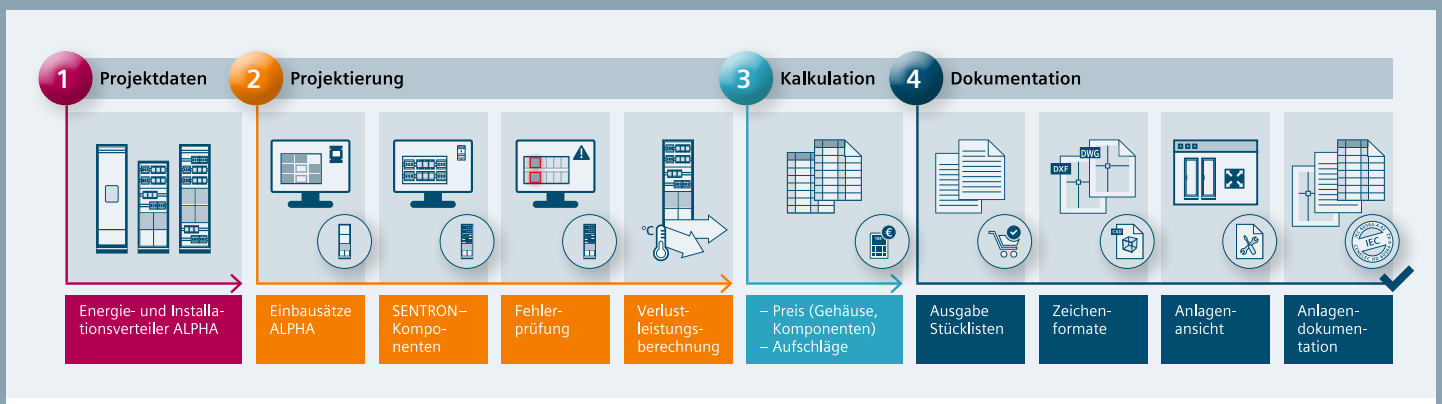 1 Projektdaten
2 Projektierung
3 Kalkulation
4 Dokumentation
°C
€
DXF
DWG
CAD
IEC
Energie- und Installa-
tionsverteiler ALPHA
Einbausätze
ALPHA
SENTRON–
Kompo-
nenten
Fehler-
prüfung
Verlust-
leistungs-
berechnung
– Preis (Gehäuse,
Komponenten)
– Aufschläge
Ausgabe
Stücklisten
Zeichen-
formate
Anlagen-
ansicht
Anlagen-
dokumen-
tation